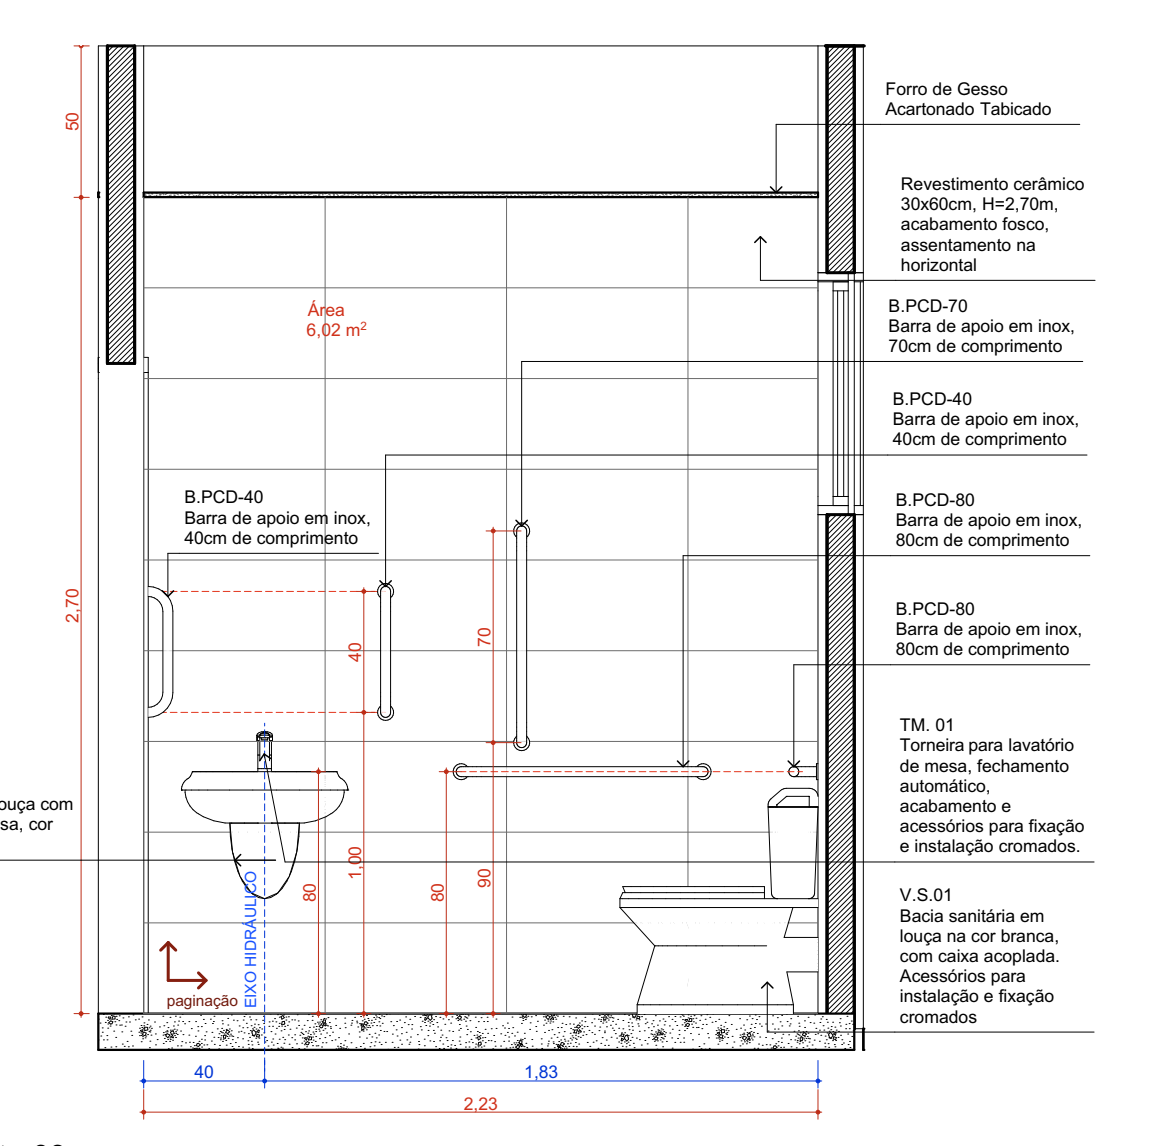 Forro de Gesso
Acartonado Tabicado
50
Revestimento cerâmico
30x60cm, H=2,70m,
acabamento fosco,
assentamento na
horizontal
Área
6,02 m²
B.PCD-70
Barra de apoio em inox,
70cm de comprimento
B.PCD-40
Barra de apoio em inox,
40cm de comprimento
B.PCD-40
Barra de apoio em inox,
40cm de comprimento
B.PCD-80
Barra de apoio em inox,
80cm de comprimento
2,70
40
70
B.PCD-80
Barra de apoio em inox,
80cm de comprimento
TM. 01
Torneira para lavatório
de mesa, fechamento
automático,
acabamento e
acessórios para fixação
e instalação cromados.
com
cor
80
1,00
80
90
EIXO HIDRÁULICO
V.S.01
Bacia sanitária em
louça na cor branca,
com caixa acoplada.
Acessórios para
instalação e fixação
cromados
paginação
40
1,83
2,23